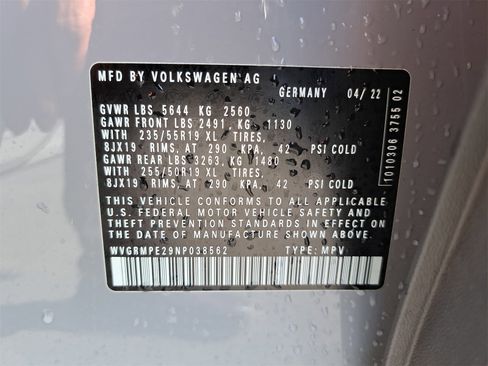 MFD BY VOLKSWAGEN AG
GERMANY 04/22
GVWR LBS 5644 KG 2560
GAWR FRONT LBS 2491, KG 1130
WITH 235/55R19 XL TIRES,
8JX19 RIMS, AT 290 KPA, 42 PSI COLD
GAWR REAR LBS 3263, KG 1480
WITH 255/50R19 XL TIRES,
8JX19 RIMS, AT 290 KPA, 42 PSI COLD
THIS VEHICLE CONFORMS TO ALL APPLICABLE
U.S. FEDERAL MOTOR VEHICLE SAFETY AND
THEFT PREVENTION STANDARDS IN EFFECT ON
THE DATE OF MANUFACTURE SHOWN ABOVE
WVGRMPE29NP038562 TYPE: MPV
1010306 3755 02